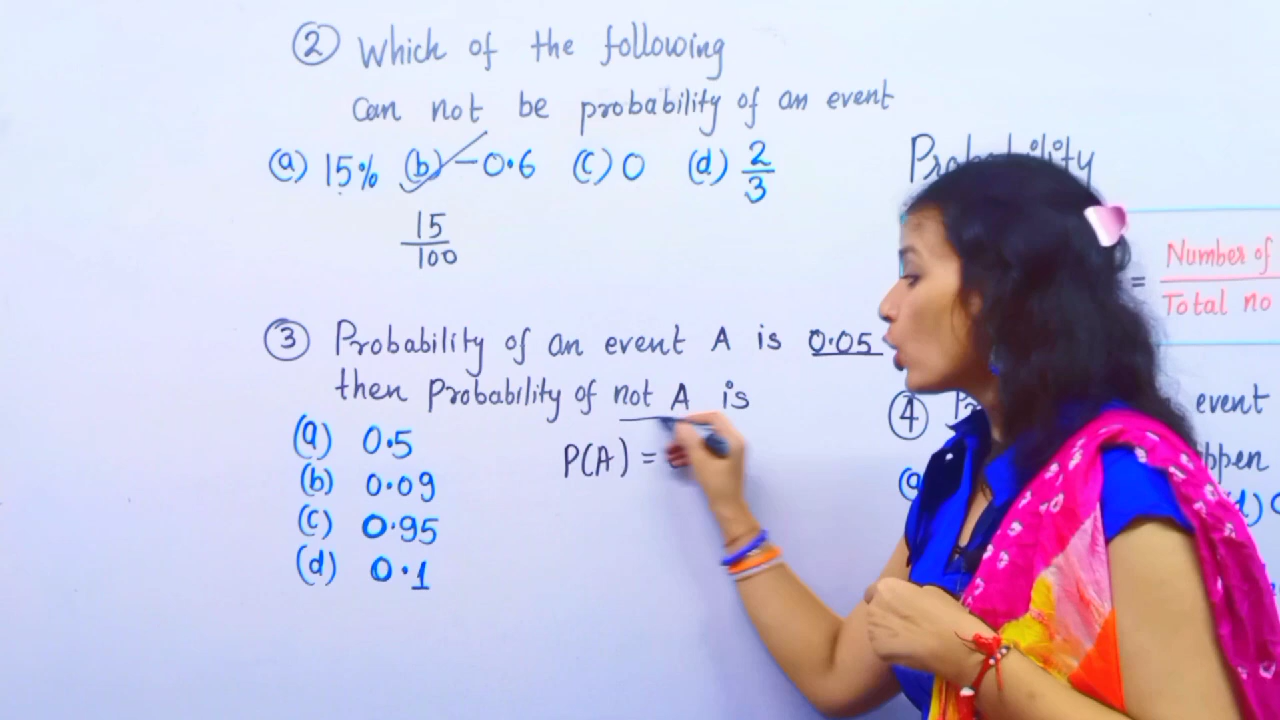 ② Which of the following
can not be probability of an event
(a) 15% (b) -0.6 (c) 0 (d) 2/3
15/100
③ Probability of an event A is 0.05
then probability of not A is
(a) 0.5
(b) 0.09
(c) 0.95
(d) 0.1
P(A) =
Probability
= Number of
Total no
④
event
(a)